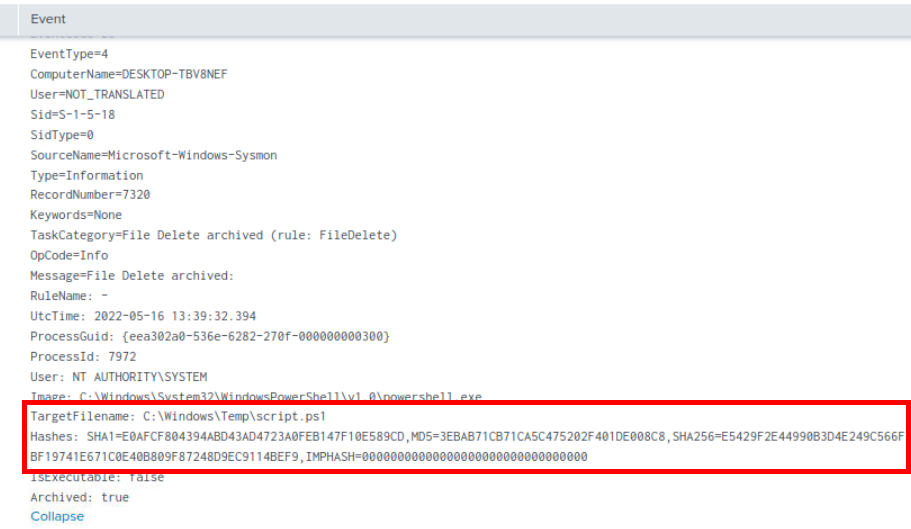 Event
EventType=4
ComputerName=DESKTOP-TBV8NEF
User=NOT_TRANSLATED
Sid=S-1-5-18
SidType=0
SourceName=Microsoft-Windows-Sysmon
Type=Information
RecordNumber=7320
Keywords=None
TaskCategory=File Delete archived (rule: FileDelete)
OpCode=Info
Message=File Delete archived:
RuleName: -
UtcTime: 2022-05-16 13:39:32.394
ProcessGuid: {eea302a0-536e-6282-270f-000000000300}
ProcessId: 7972
User: NT AUTHORITY\SYSTEM
Image: C:\Windows\System32\WindowsPowerShell\v1.0\powershell.exe
TargetFilename: C:\Windows\Temp\script.ps1
Hashes: SHA1=E0AFCF804394ABD43AD4723A0FEB147F10E589CD,MD5=3EBAB71CB71CA5C475202F401DE008C8,SHA256=E5429F2E44990B3D4E249C566F
BF19741E671C0E40B809F87248D9EC9114BEF9,IMPHASH=00000000000000000000000000000000
IsExecutable: false
Archived: true
Collapse